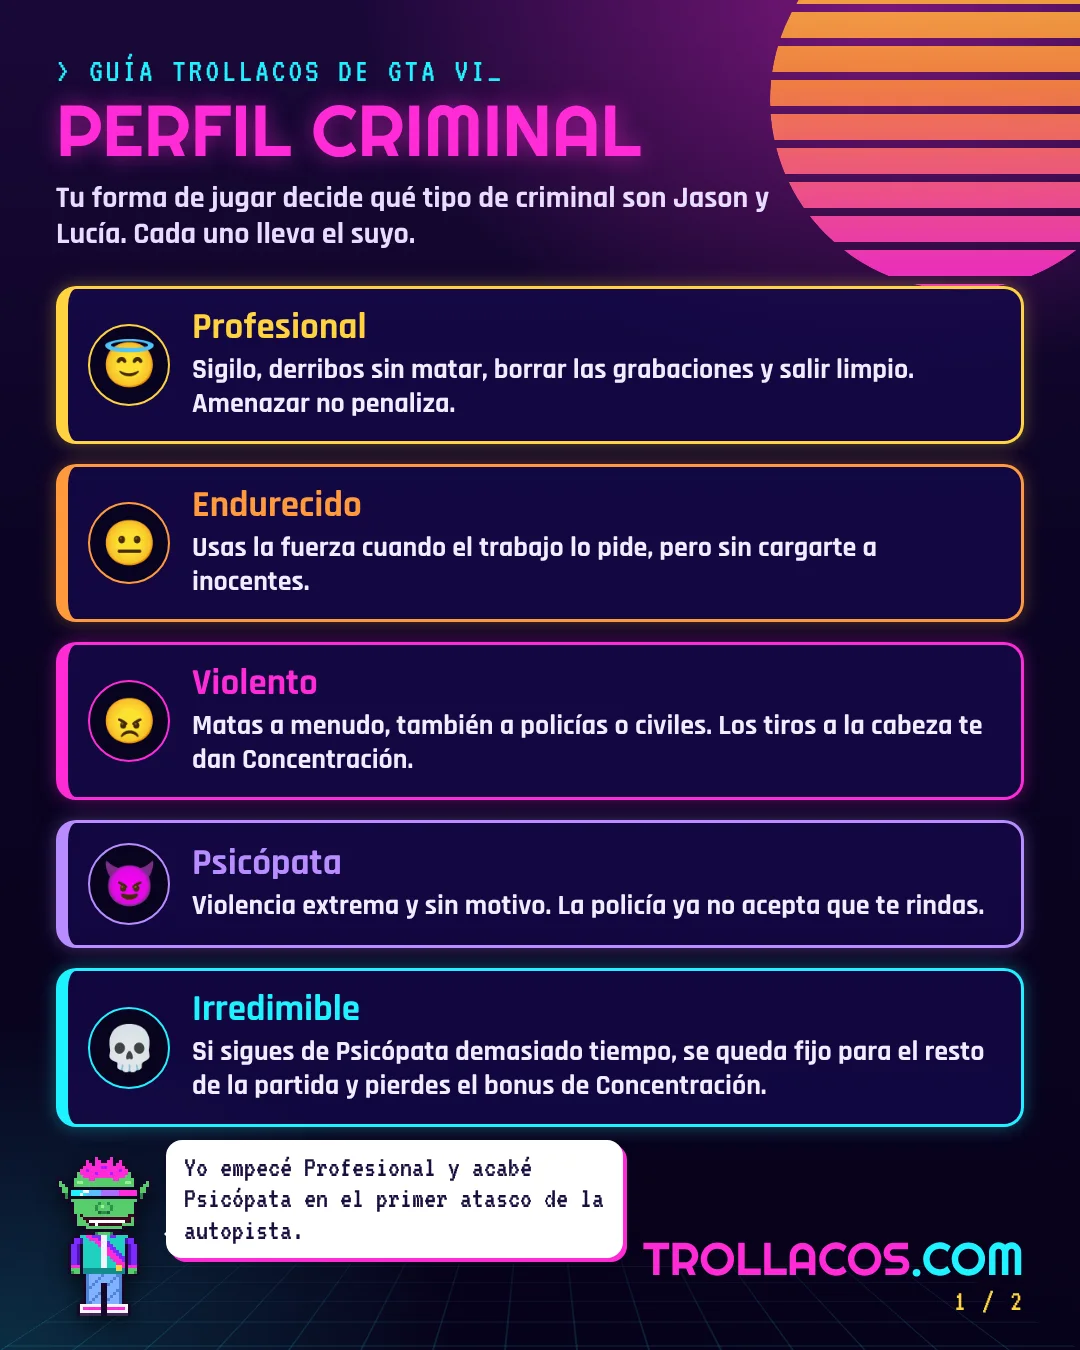 > GUÍA TROLLACOS DE GTA VI_
PERFIL CRIMINAL
Tu forma de jugar decide qué tipo de criminal son Jason y
Lucía. Cada uno lleva el suyo.
Profesional
Sigilo, derribos sin matar, borrar las grabaciones y salir limpio.
Amenazar no penaliza.
Endurecido
Usas la fuerza cuando el trabajo lo pide, pero sin cargarte a
inocentes.
Violento
Matas a menudo, también a policías o civiles. Los tiros a la cabeza te
dan Concentración.
Psicópata
Violencia extrema y sin motivo. La policía ya no acepta que te rindas.
Irredimible
Si sigues de Psicópata demasiado tiempo, se queda fijo para el resto
de la partida y pierdes el bonus de Concentración.
Yo empecé Profesional y acabé
Psicópata en el primer atasco de la
autopista.
TROLLACOS.COM
1 / 2